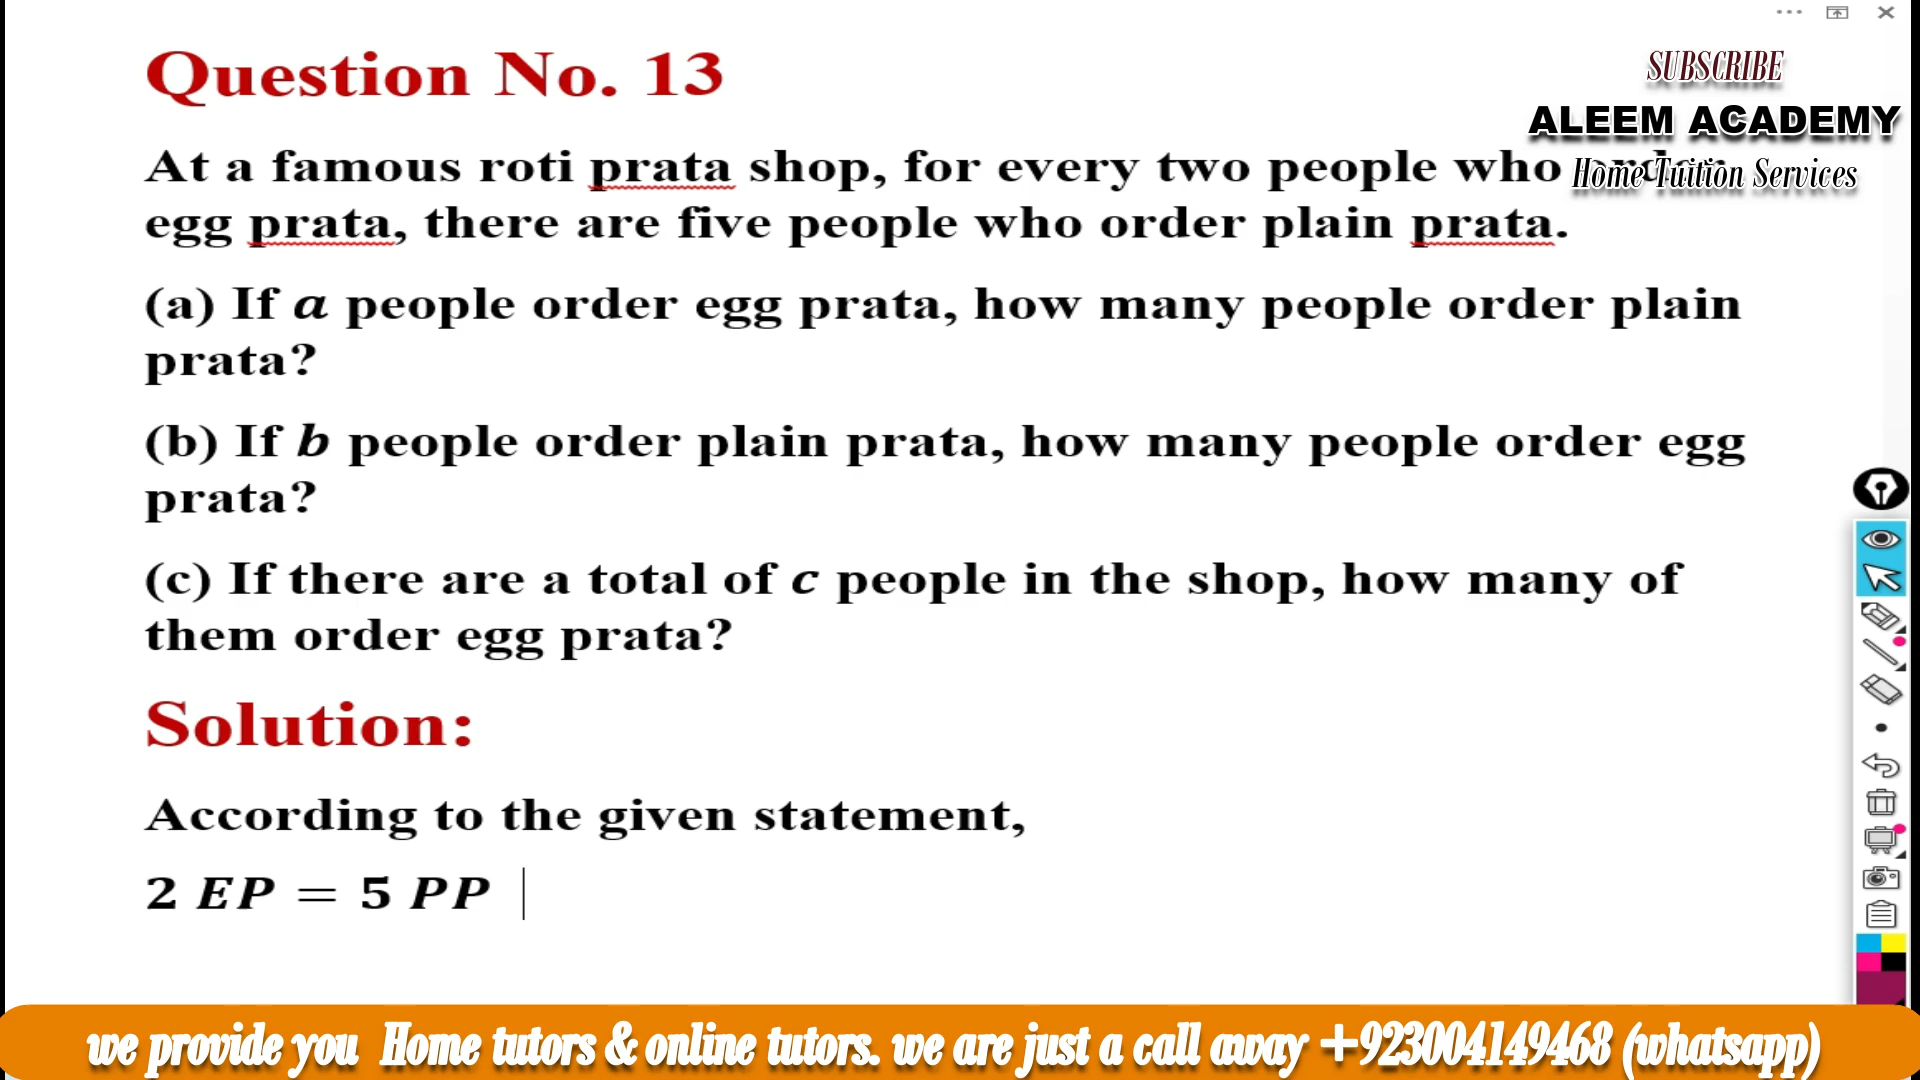 Question No. 13
SUBSCRIBE
ALEEM ACADEMY
Home Tuition Services
At a famous roti prata shop, for every two people who
egg prata, there are five people who order plain prata.
(a) If a people order egg prata, how many people order plain
prata?
(b) If b people order plain prata, how many people order egg
prata?
(c) If there are a total of c people in the shop, how many of
them order egg prata?
Solution:
According to the given statement,
2 EP = 5 PP
we provide you Home tutors & online tutors. we are just a call away +923004149468 (whatsapp)